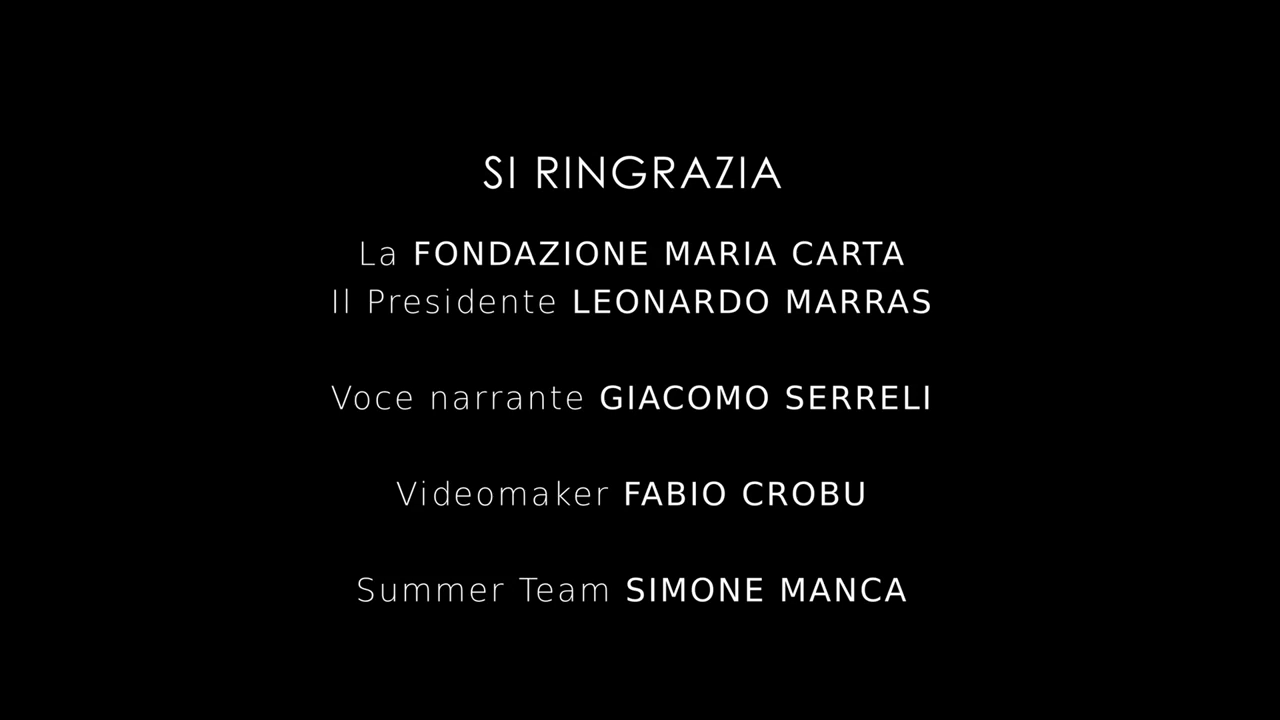 SI RINGRAZIA
La FONDAZIONE MARIA CARTA
Il Presidente LEONARDO MARRAS
Voce narrante GIACOMO SERRELI
Videomaker FABIO CROBU
Summer Team SIMONE MANCA